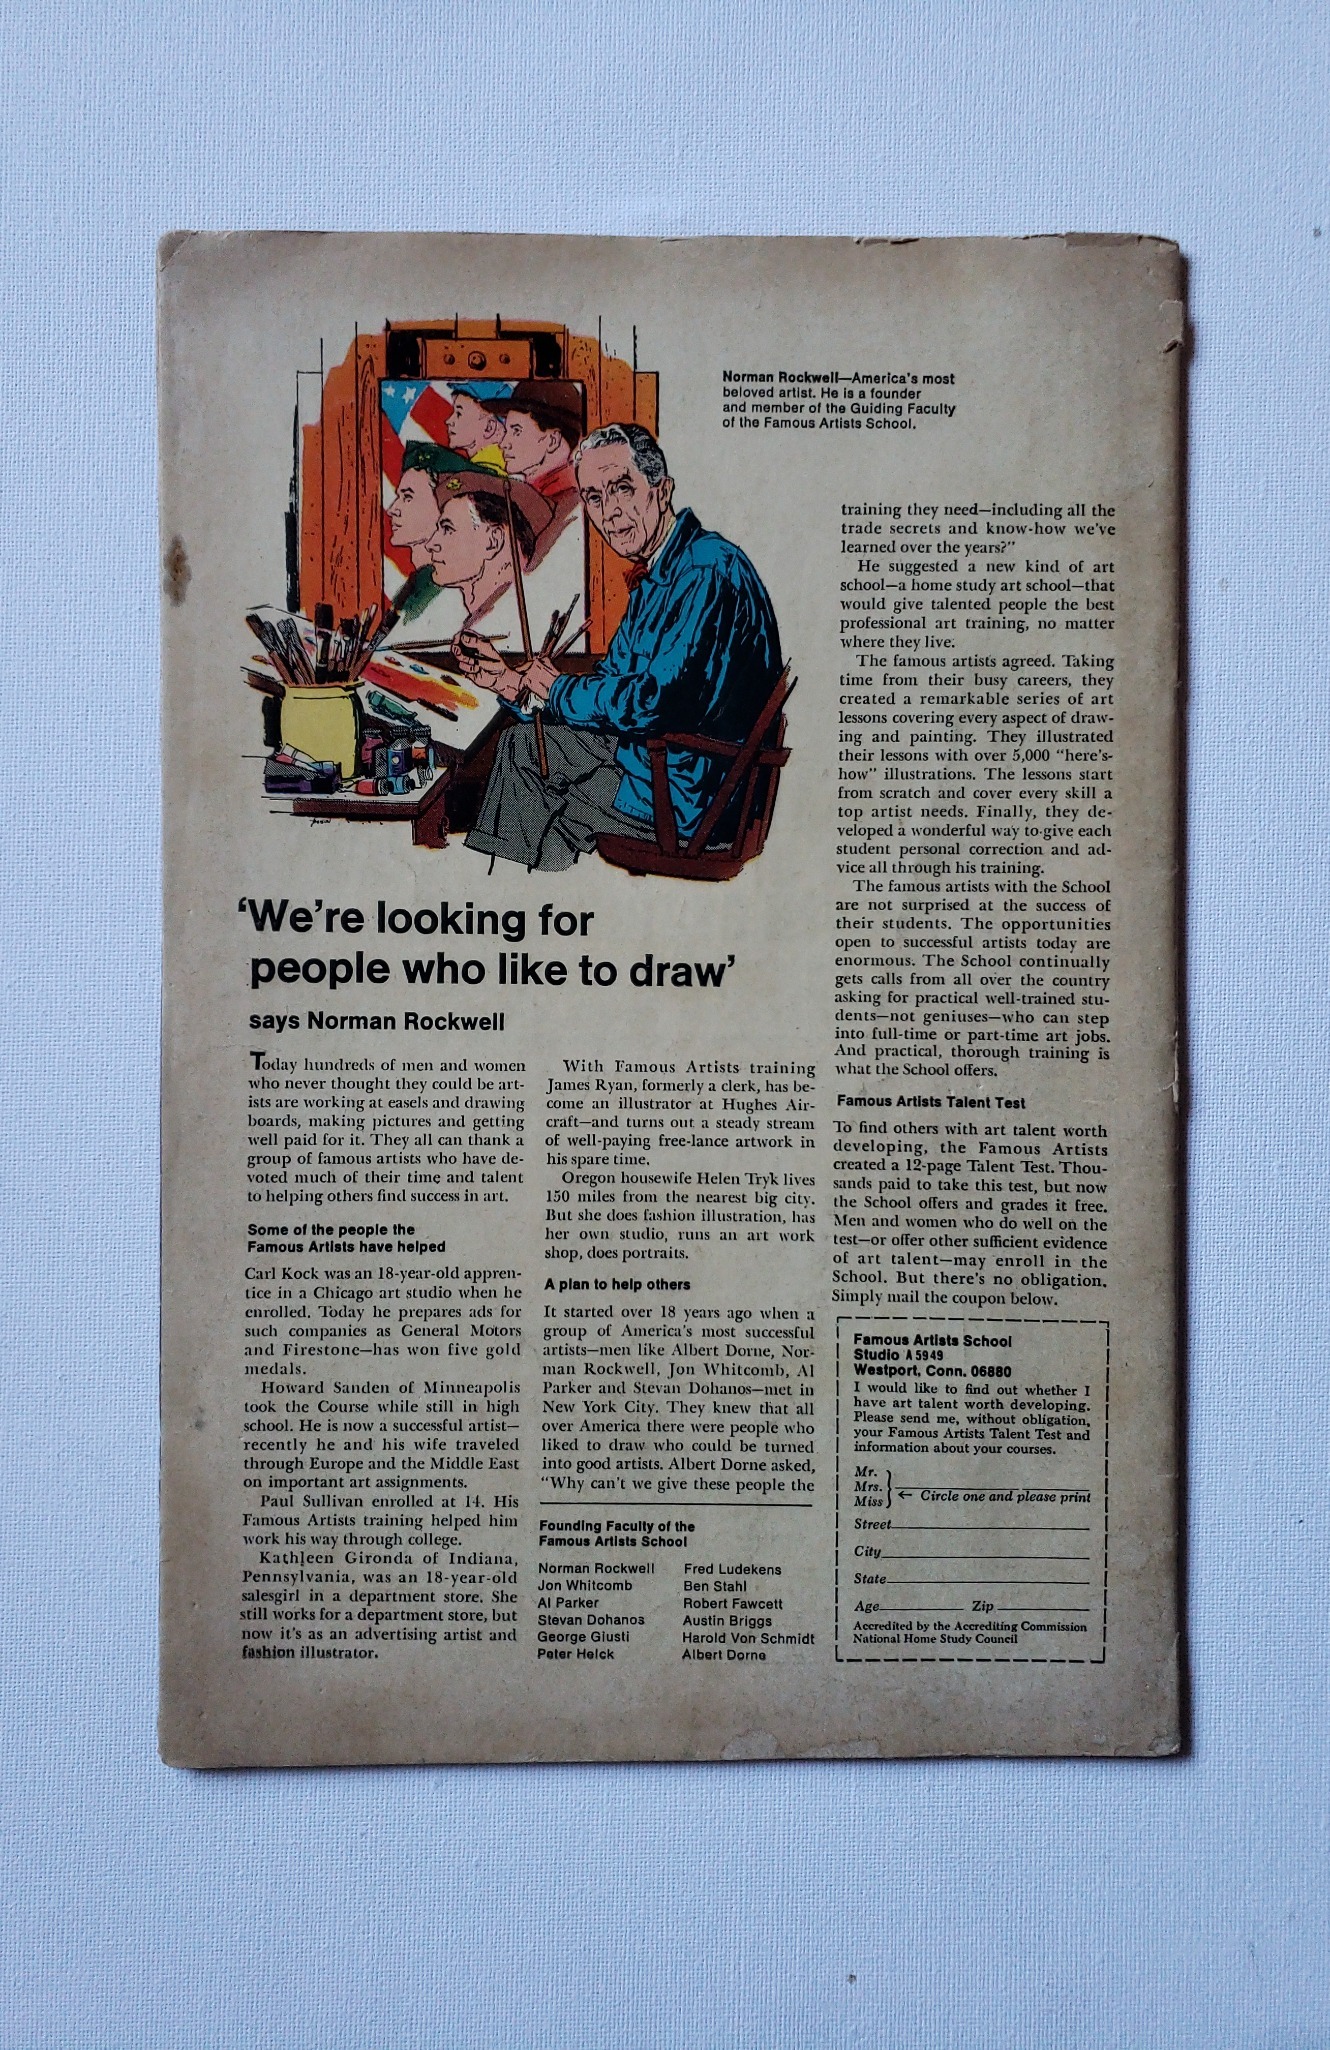 Norman Rockwell—America's most
beloved artist. He is a founder
and member of the Guiding Faculty
of the Famous Artists School.
'We're looking for
people who like to draw'
says Norman Rockwell
Today hundreds of men and women
who never thought they could be art-
ists are working at easels and drawing
boards, making pictures and getting
well paid for it. They all can thank a
group of famous artists who have de-
voted much of their time and talent
to helping others find success in art.
Some of the people the
Famous Artists have helped
Carl Kock was an 18-year-old appren-
tice in a Chicago art studio when he
enrolled. Today he prepares ads for
such companies as General Motors
and Firestone—has won five gold
medals.
Howard Sanden of Minneapolis
took the Course while still in high
school. He is now a successful artist—
recently he and his wife traveled
through Europe and the Middle East
on important art assignments.
Paul Sullivan enrolled at 14. His
Famous Artists training helped him
work his way through college.
Kathleen Gironda of Indiana,
Pennsylvania, was an 18-year-old
salesgirl in a department store. She
still works for a department store, but
now it's as an advertising artist and
fashion illustrator.
With Famous Artists training
James Ryan, formerly a clerk, has be-
come an illustrator at Hughes Air-
craft—and turns out a steady stream
of well-paying free-lance artwork in
his spare time.
Oregon housewife Helen Tryk lives
150 miles from the nearest big city.
But she does fashion illustration, has
her own studio, runs an art work
shop, does portraits.
A plan to help others
It started over 18 years ago when a
group of America's most successful
artists—men like Albert Dorne, Nor-
man Rockwell, Jon Whitcomb, Al
Parker and Stevan Dohanos—met in
New York City. They knew that all
over America there were people who
liked to draw who could be turned
into good artists. Albert Dorne asked,
"Why can't we give these people the
training they need—including all the
trade secrets and know-how we've
learned over the years?"
He suggested a new kind of art
school—a home study art school—that
would give talented people the best
professional art training, no matter
where they live.
The famous artists agreed. Taking
time from their busy careers, they
created a remarkable series of art
lessons covering every aspect of draw-
ing and painting. They illustrated
their lessons with over 5,000 "here's-
how" illustrations. The lessons start
from scratch and cover every skill a
top artist needs. Finally, they de-
veloped a wonderful way to give each
student personal correction and ad-
vice all through his training.
The famous artists with the School
are not surprised at the success of
their students. The opportunities
open to successful artists today are
enormous. The School continually
gets calls from all over the country
asking for practical well-trained stu-
dents—not geniuses—who can step
into full-time or part-time art jobs.
And practical, thorough training is
what the School offers.
Famous Artists Talent Test
To find others with art talent worth
developing, the Famous Artists
created a 12-page Talent Test. Thou-
sands paid to take this test, but now
the School offers and grades it free.
Men and women who do well on the
test—or offer other sufficient evidence
of art talent—may enroll in the
School. But there's no obligation.
Simply mail the coupon below.
Founding Faculty of the
Famous Artists School
Norman Rockwell
Jon Whitcomb
Al Parker
Stevan Dohanos
George Giusti
Peter Helck
Fred Ludekens
Ben Stahl
Robert Fawcett
Austin Briggs
Harold Von Schmidt
Albert Dorne
Famous Artists School
Studio A5949
Westport, Conn. 06880
I would like to find out whether I
have art talent worth developing.
Please send me, without obligation,
your Famous Artists Talent Test and
information about your courses.
Mr.
Mrs.
Miss
← Circle one and please print
Street
City
State
Age Zip
Accredited by the Accrediting Commission
National Home Study Council